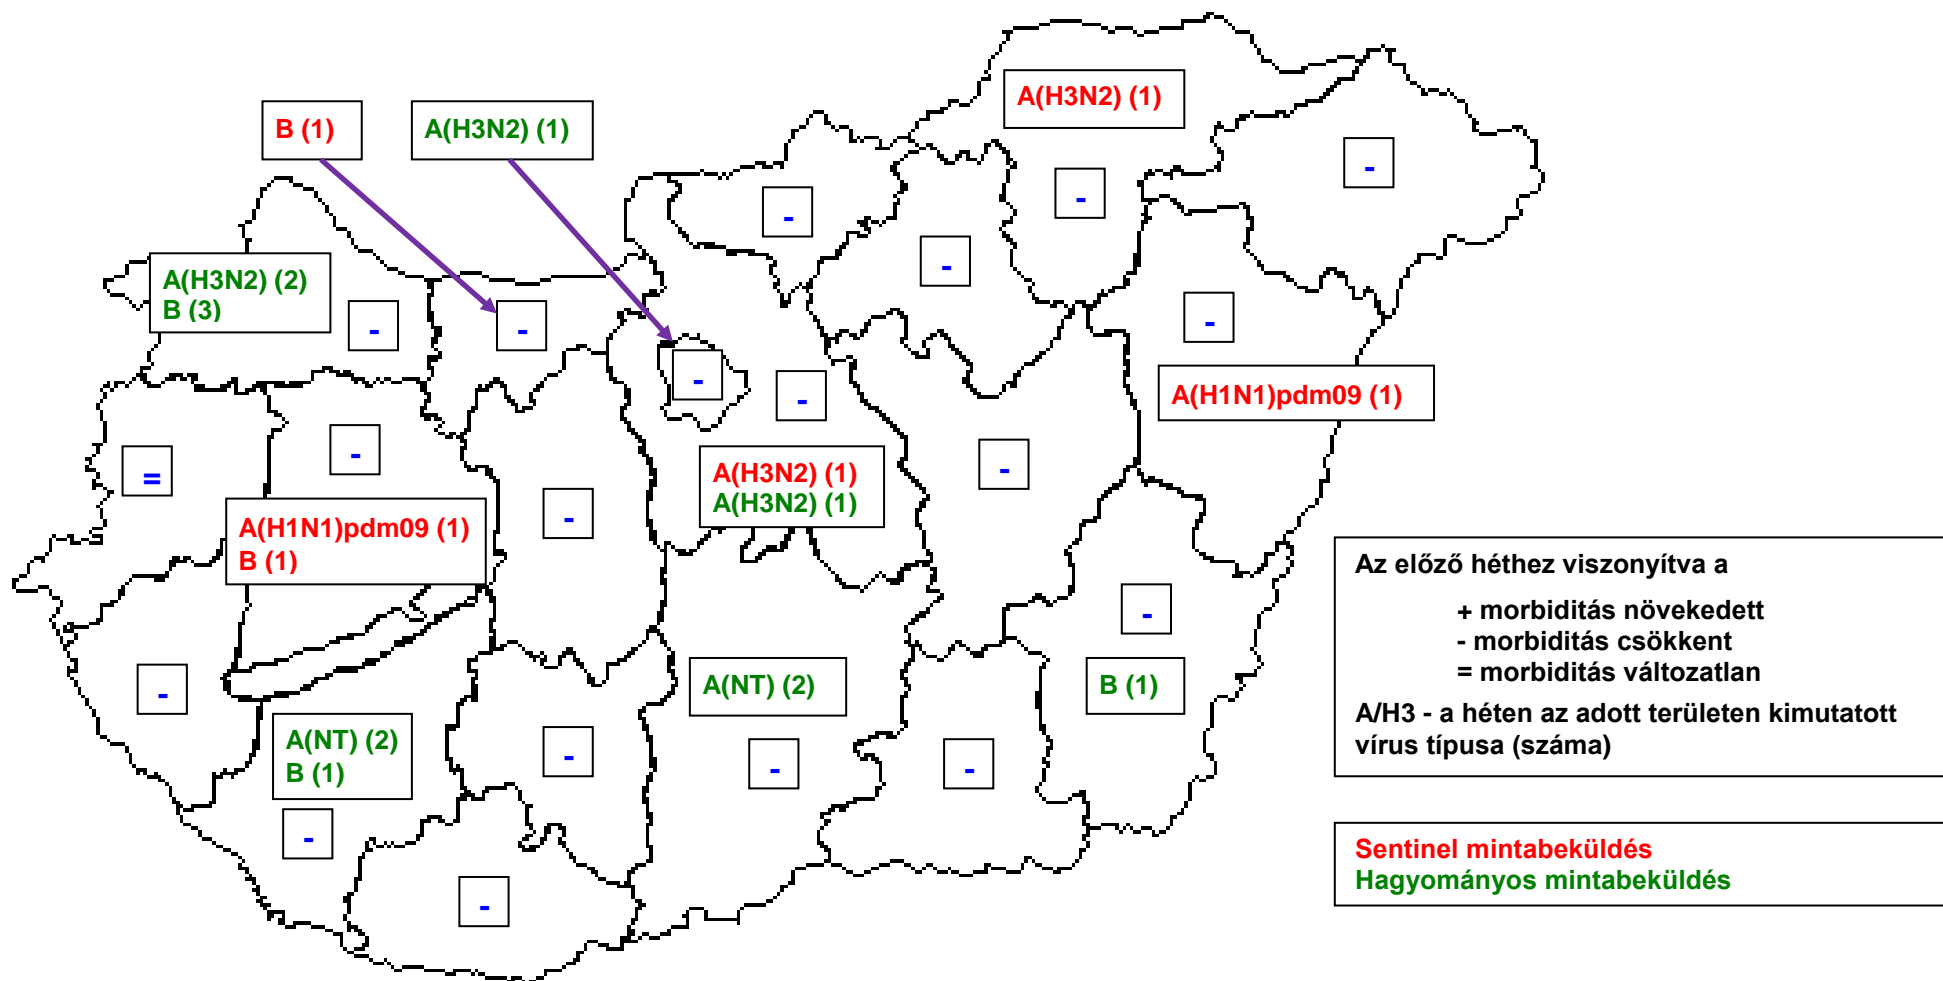 A(H3N2) (1)
B (1)
A(H3N2) (1)
-
-
-
-
A(H3N2) (2)
B (3)
-
-
-
-
-
A(H1N1)pdm09 (1)
=
-
-
A(H3N2) (1)
A(H3N2) (1)
-
A(H1N1)pdm09 (1)
B (1)
-
-
-
A(NT) (2)
B (1)
A(NT) (2)
B (1)
-
-
-
-
-
Az előző héthez viszonyítva a
+ morbiditás növekedett
- morbiditás csökkent
= morbiditás változatlan
A/H3 - a héten az adott területen kimutatott
vírus típusa (száma)
Sentinel mintabeküldés
Hagyományos mintabeküldés